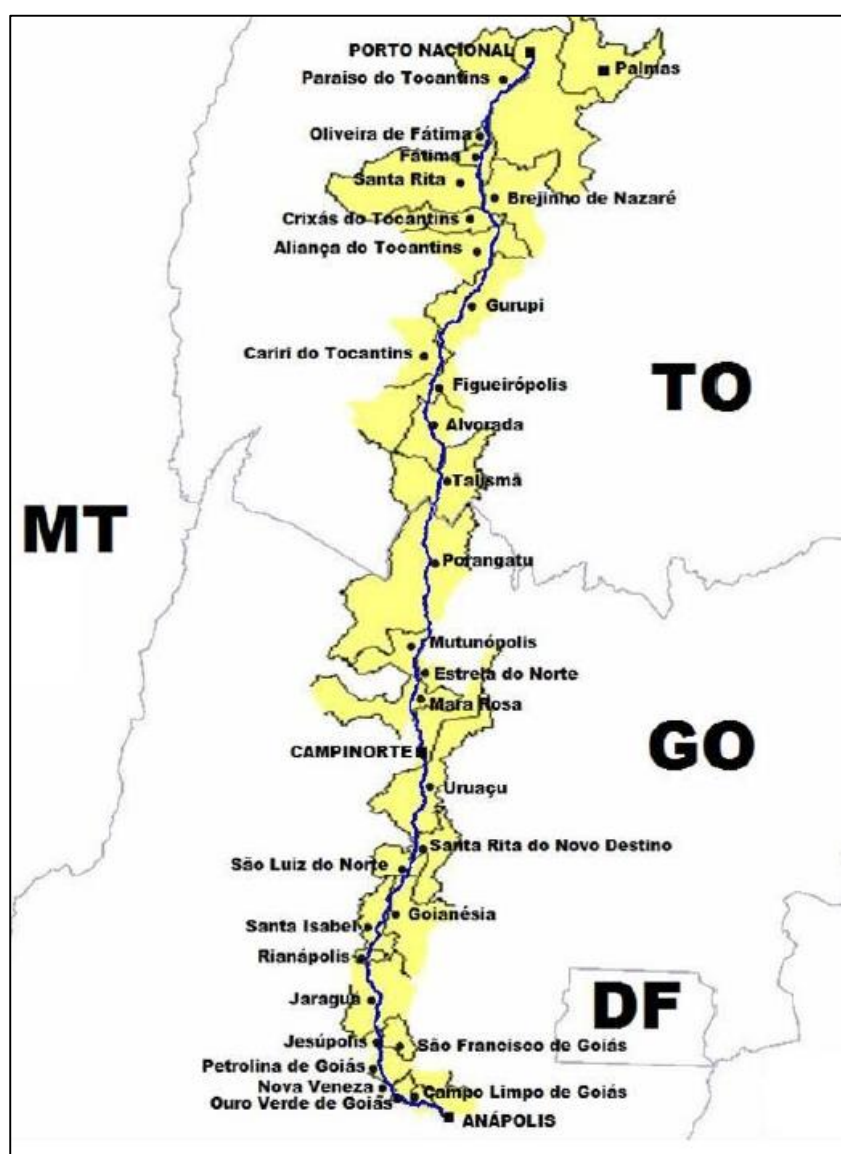 PORTO NACIONAL
Palmas
Paraiso do Tocantins
Oliveira de Fátima
Fátima
Santa Rita
Brejinho de Nazaré
Crixás do Tocantins
Aliança do Tocantins
Gurupi
Cariri do Tocantins
TO
Figueirópolis
Alvorada
Talismã
MT
Porangatu
Mutunópolis
Estrela do Norte
Mara Rosa
GO
CAMPINORTE
Uruaçu
Santa Rita do Novo Destino
São Luiz do Norte
Goianésia
Santa Isabel
Rianápolis
Jaraguá
DF
Jesúpolis
São Francisco de Goiás
Petrolina de Goiás
Nova Veneza
Campo Limpo de Goiás
Ouro Verde de Goiás
ANÁPOLIS